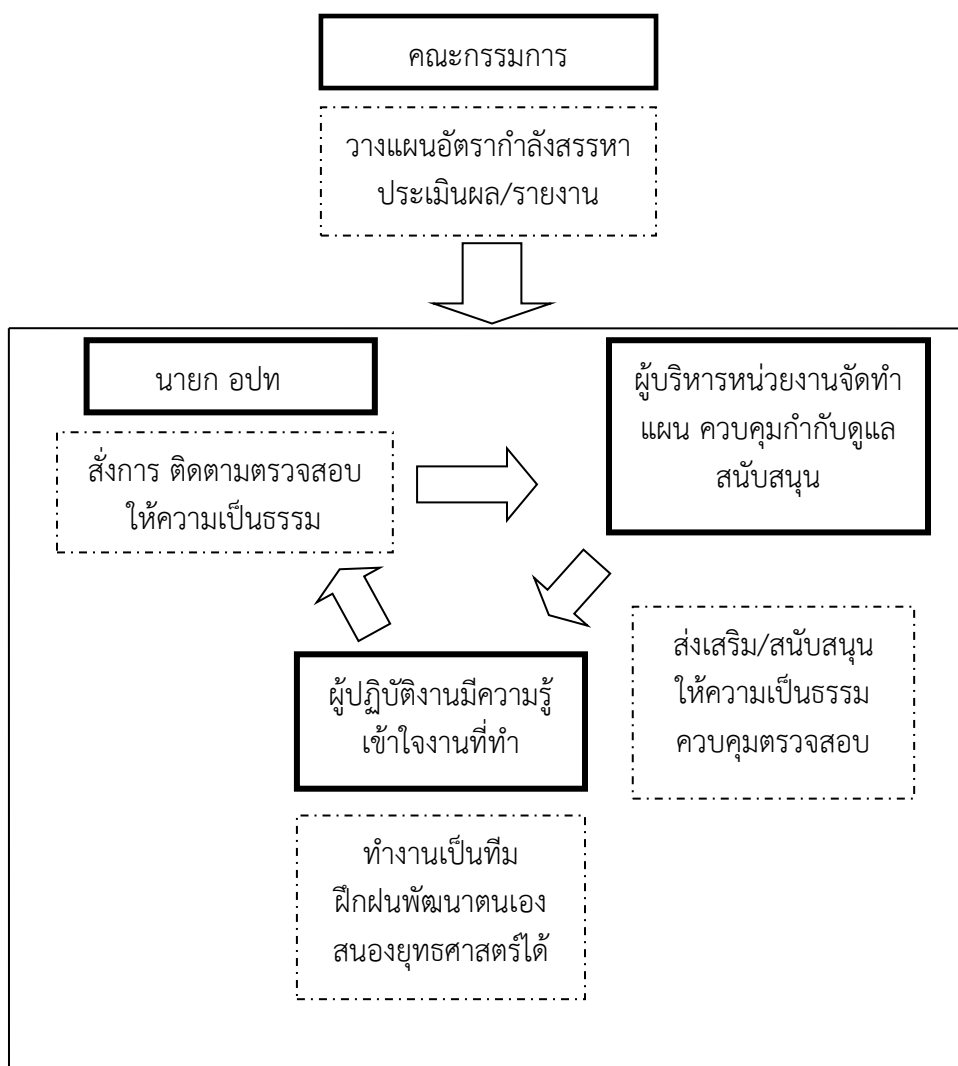 คณะกรรมการ
วางแผนอัตรากำลังสรรหา
ประเมินผล/รายงาน
นายก อปท
สั่งการ ติดตามตรวจสอบ
ให้ความเป็นธรรม
ผู้บริหารหน่วยงานจัดทำ
แผน ควบคุมกำกับดูแล
สนับสนุน
ส่งเสริม/สนับสนุน
ให้ความเป็นธรรม
ควบคุมตรวจสอบ
ผู้ปฏิบัติงานมีความรู้
เข้าใจงานที่ทำ
ทำงานเป็นทีม
ฝึกฝนพัฒนาตนเอง
สนองยุทธศาสตร์ได้